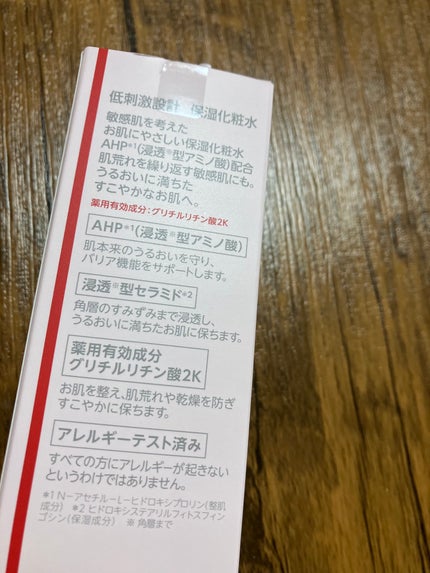 低刺激設計 保湿化粧水
敏感肌を考えた
お肌にやさしい保湿化粧水
AHP*1(浸透※型アミノ酸)配合
肌荒れを繰り返す敏感肌にも。
うるおいに満ちた
すこやかなお肌へ。
薬用有効成分:グリチルリチン酸2K
AHP*1(浸透※型アミノ酸)
肌本来のうるおいを守り、
バリア機能をサポートします。
浸透※型セラミド*2
角層のすみずみまで浸透し、
うるおいに満ちたお肌に保ちます。
薬用有効成分
グリチルリチン酸2K
お肌を整え、肌荒れや乾燥を防ぎ
すこやかに保ちます。
アレルギーテスト済み
すべての方にアレルギーが起きない
というわけではありません。
*1 N-アセチル-L-ヒドロキシプロリン(整肌
成分) *2 ヒドロキシステアリルフィトスフィン
ゴシン(保湿成分) ※ 角層まで